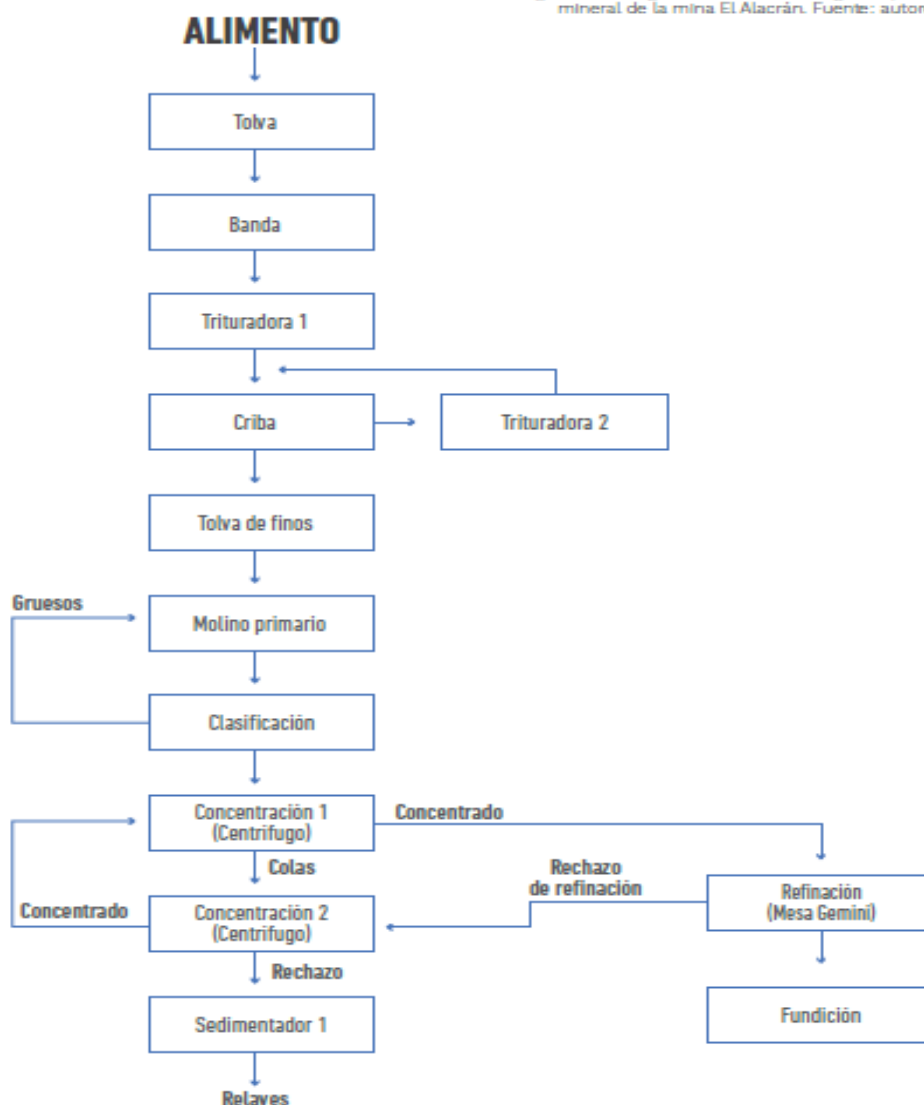 mineral de la mina El Alacrán. Fuente: autor
ALIMENTO
Tolva
Banda
Trituradora 1
Criba
Trituradora 2
Tolva de finos
Gruesos
Molino primario
Clasificación
Concentración 1
(Centrifugo)
Concentrado
Colas
Rechazo
de refinación
Concentrado
Concentración 2
(Centrifugo)
Refinación
(Mesa Gemini)
Rechazo
Sedimentador 1
Fundición
Relaves